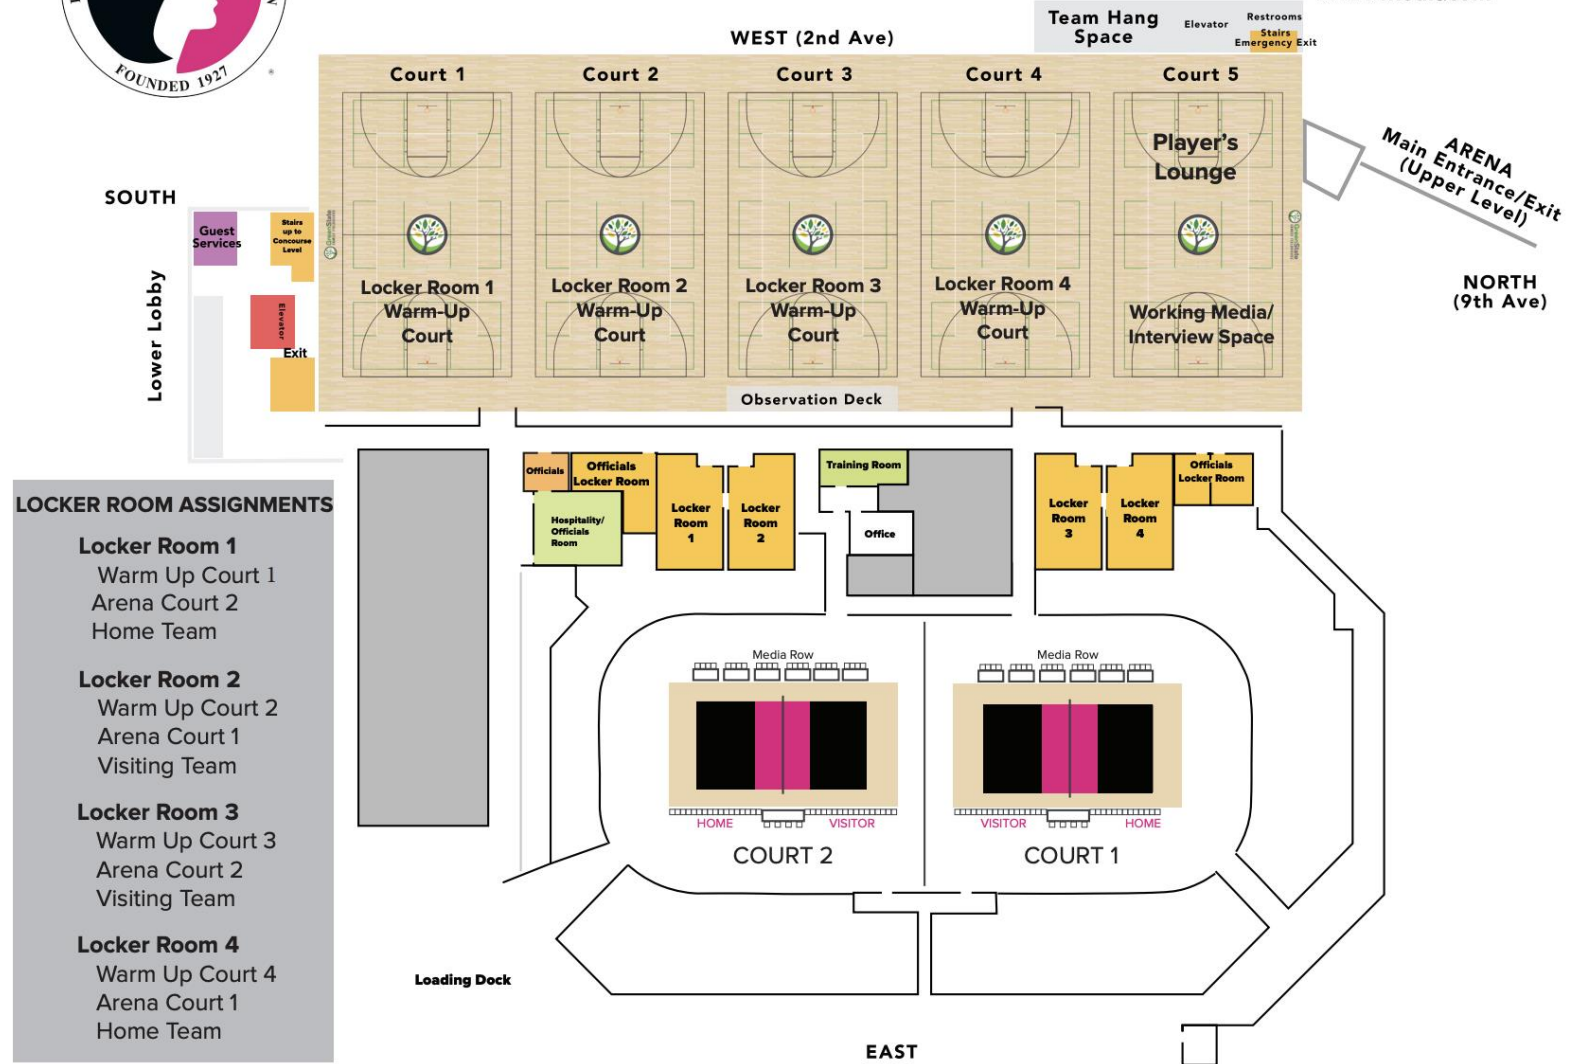 FOUNDED 1927
®
WEST (2nd Ave)
Team Hang
Space
Elevator
Restrooms
Stairs
Emergency Exit
Court 1
Court 2
Court 3
Court 4
Court 5
Player's
Lounge
ARENA
Main Entrance/Exit
(Upper Level)
NORTH
(9th Ave)
SOUTH
Guest
Services
Stairs
up to
Concourse
Level
Elevator
Exit
Lower Lobby
GreenState
Locker Room 1
Warm-Up
Court
Locker Room 2
Warm-Up
Court
Locker Room 3
Warm-Up
Court
Locker Room 4
Warm-Up
Court
Working Media/
Interview Space
GreenState
Observation Deck
Officials
Officials
Locker Room
Hospitality/
Officials
Room
Locker
Room
1
Locker
Room
2
Training Room
Office
Locker
Room
3
Locker
Room
4
Officials
Locker Room
LOCKER ROOM ASSIGNMENTS
Locker Room 1
Warm Up Court 1
Arena Court 2
Home Team
Locker Room 2
Warm Up Court 2
Arena Court 1
Visiting Team
Locker Room 3
Warm Up Court 3
Arena Court 2
Visiting Team
Locker Room 4
Warm Up Court 4
Arena Court 1
Home Team
Media Row
HOME
VISITOR
COURT 2
Media Row
VISITOR
HOME
COURT 1
Loading Dock
EAST